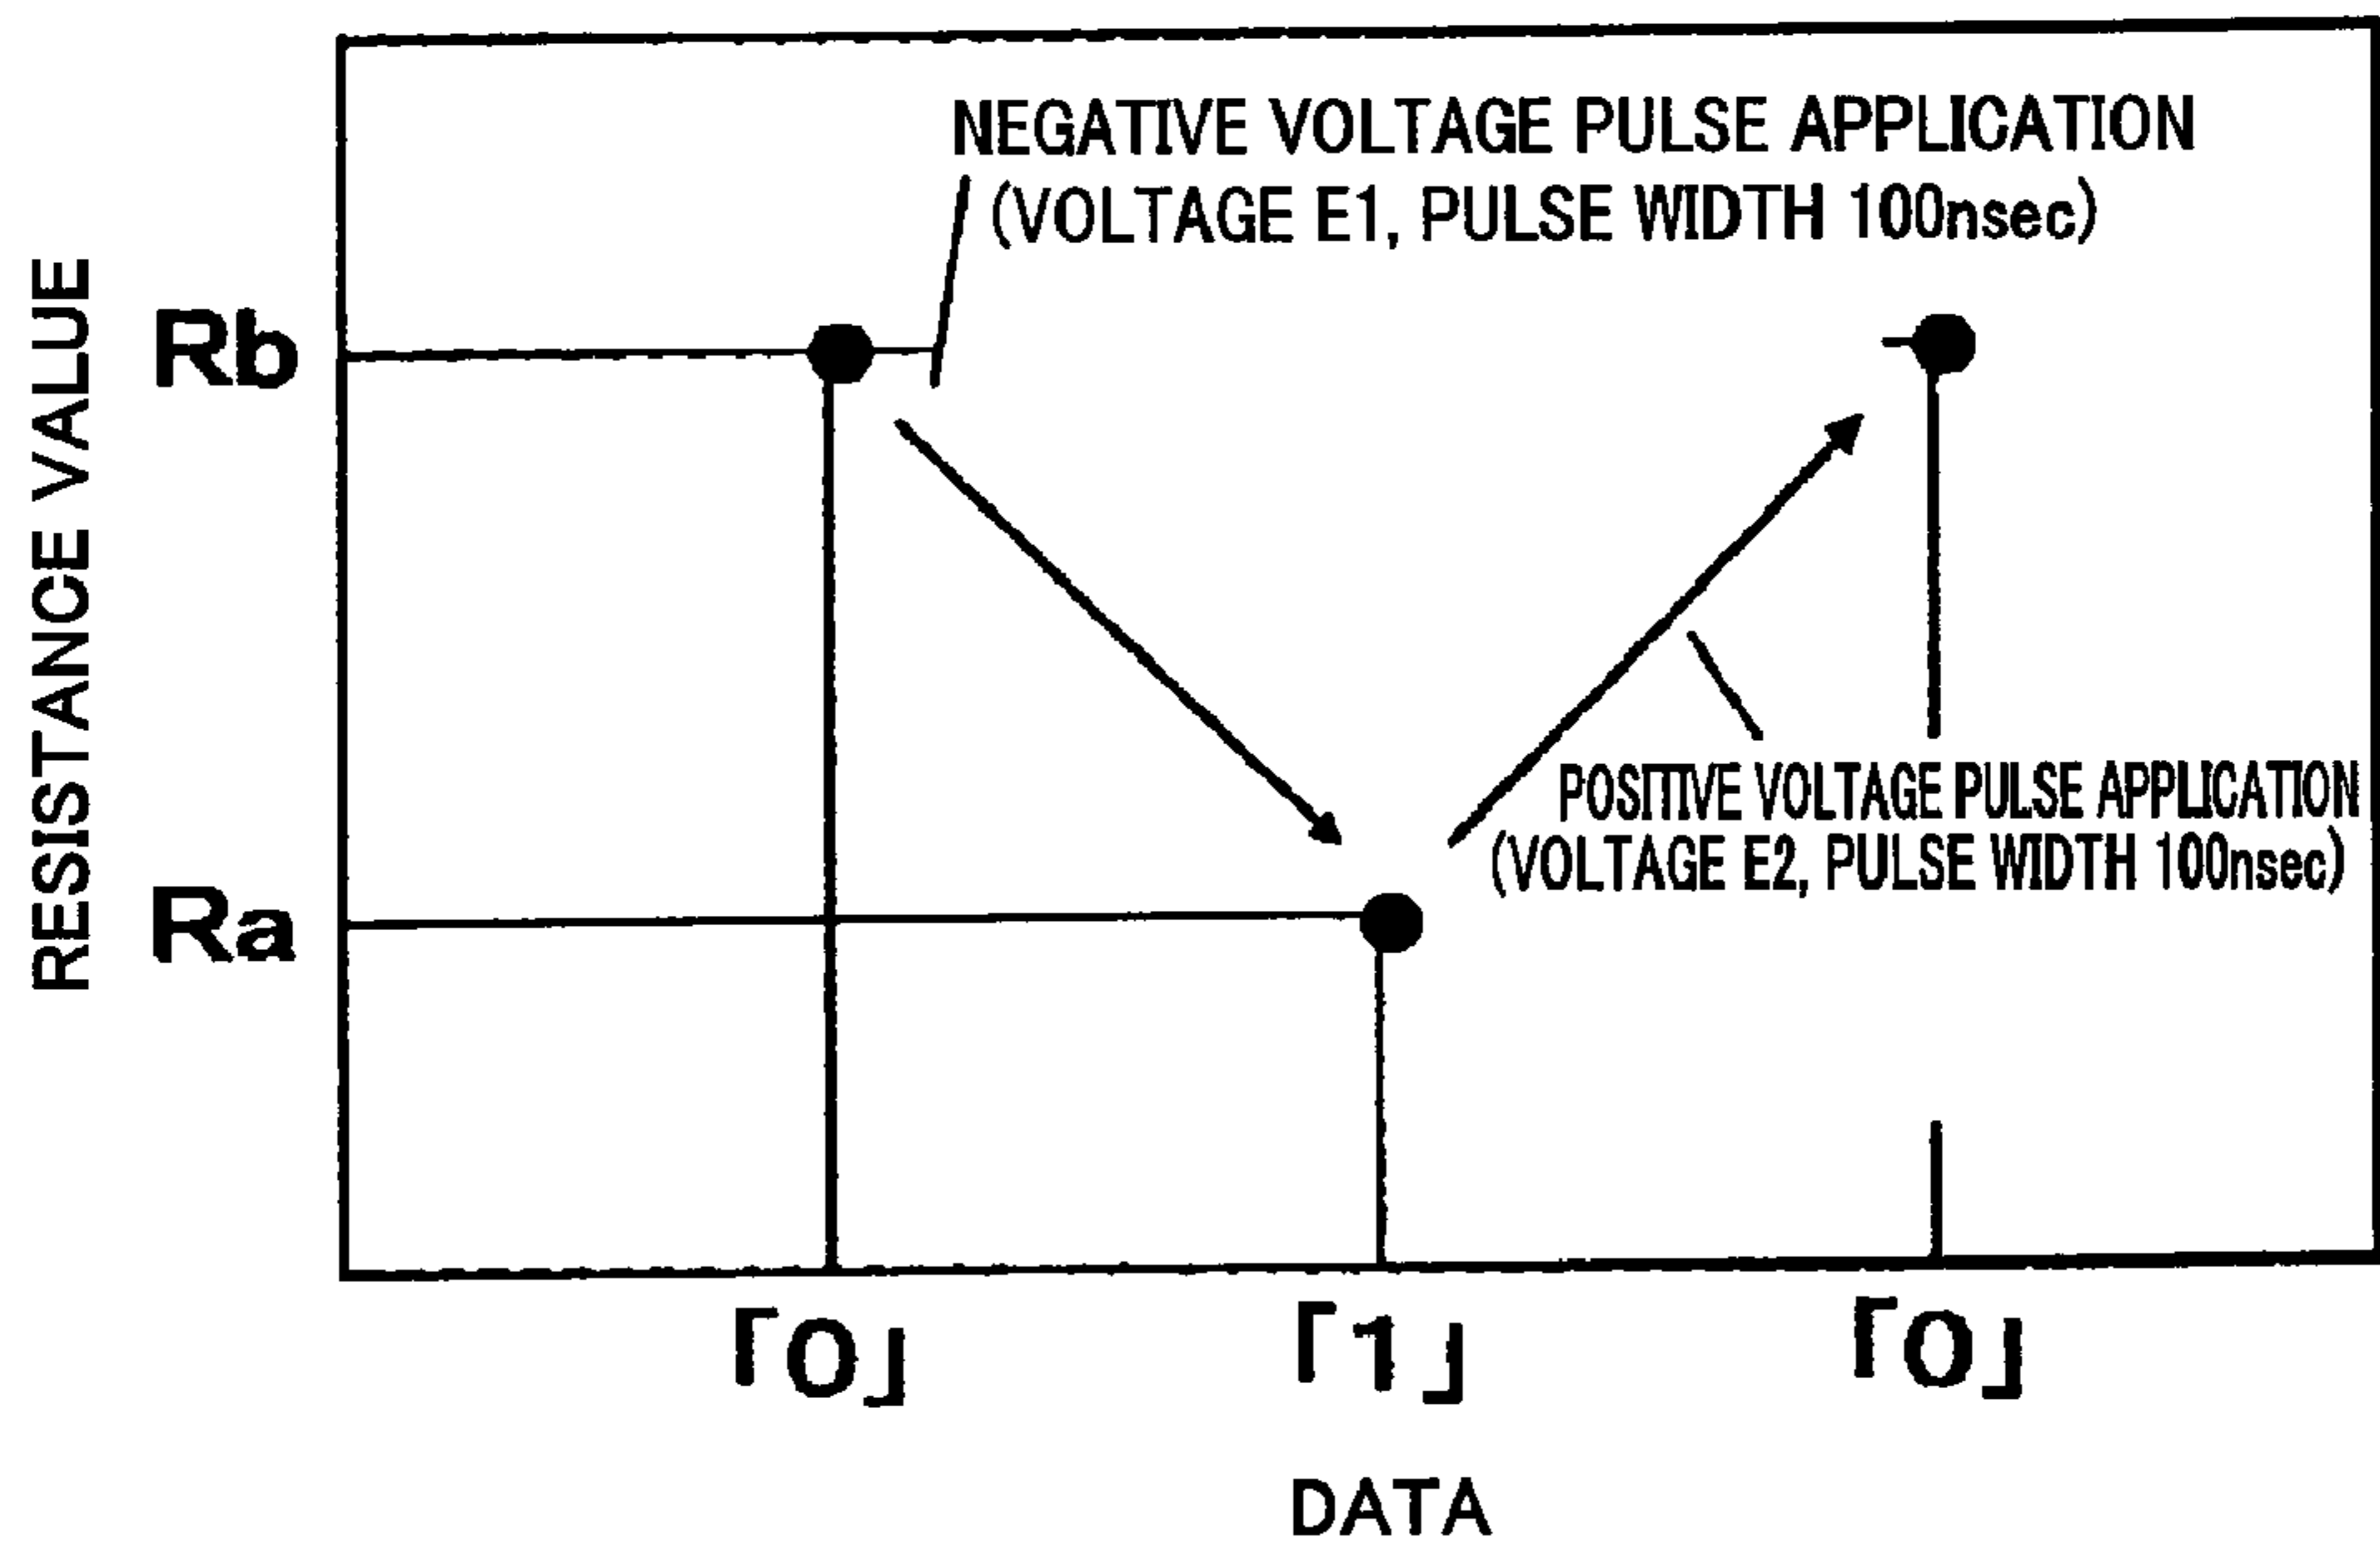 NEGATIVE VOLTAGE PULSE APPLICATION
(VOLTAGE E1, PULSE WIDTH 100nsec)
RESISTANCE VALUE
Rb
POSITIVE VOLTAGE PULSE APPLICATION
(VOLTAGE E2, PULSE WIDTH 100nsec)
Ra
「0」
「1」
「0」
DATA